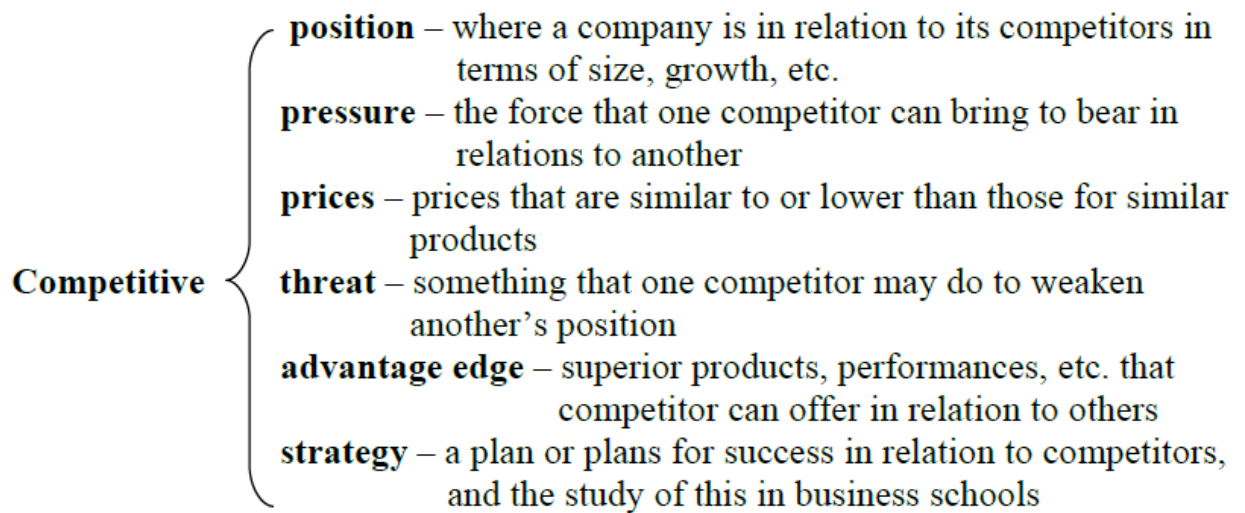 position – where a company is in relation to its competitors in
terms of size, growth, etc.
pressure – the force that one competitor can bring to bear in
relations to another
prices – prices that are similar to or lower than those for similar
products
Competitive
threat – something that one competitor may do to weaken
another’s position
advantage edge – superior products, performances, etc. that
competitor can offer in relation to others
strategy – a plan or plans for success in relation to competitors,
and the study of this in business schools